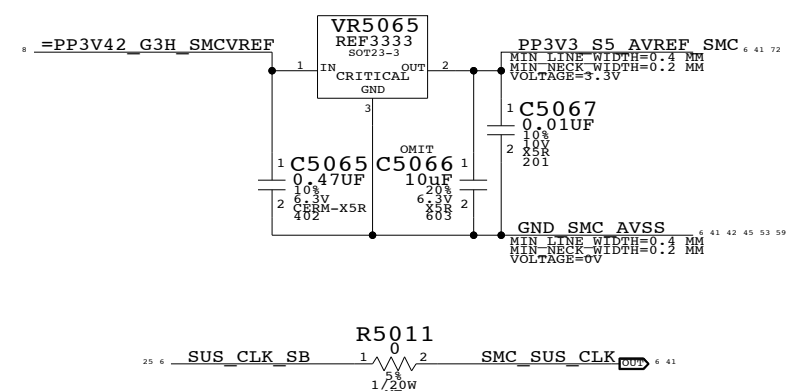 VR5065
REF3333
SOT23-3
8 =PP3V42_G3H_SMCVREF
PP3V3_S5_AVREF_SMC 6 41 72
MIN_LINE_WIDTH=0.4 MM
MIN_NECK_WIDTH=0.2 MM
VOLTAGE=3.3V
1 IN OUT 2
CRITICAL
GND
3
1 C5067
0.01UF
10%
10V
2 X5R
201
OMIT
1 C5065
0.47UF
10%
6.3V
2 CERM-X5R
402
C5066 1
10uF
20%
6.3V
X5R 2
603
GND_SMC_AVSS 6 41 42 45 53 59
MIN_LINE_WIDTH=0.4 MM
MIN_NECK_WIDTH=0.2 MM
VOLTAGE=0V
R5011
0
25 6 SUS_CLK_SB 1 2 SMC_SUS_CLK OUT 6 41
5%
1/20W